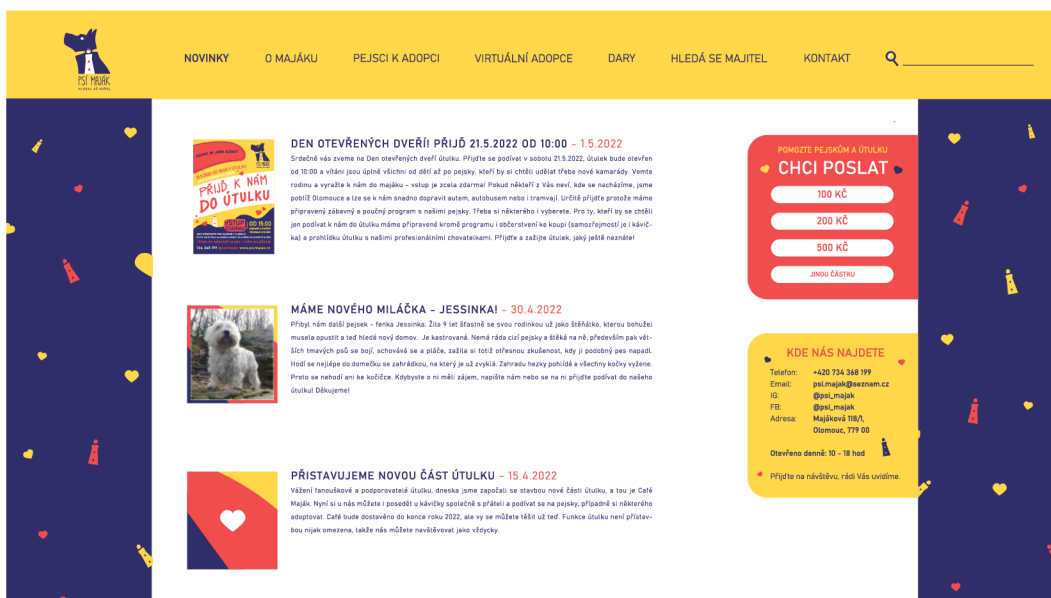 PSÍ MAJÁK
NOVINKY
O MAJÁKU
PEJSCI K ADOPCI
VIRTUÁLNÍ ADOPCE
DARY
HLEDÁ SE MAJITEL
KONTAKT
PŘIJĎ K NÁM
DO ÚTULKU
DEN OTEVŘENÝCH DVEŘÍ! PŘIJĎ 21.5.2022 OD 10:00 - 1.5.2022
Srdečně vás zveme na Den otevřených dveří útulku. Přijďte se podívat v sobotu 21.5.2022, útulek bude otevřen
od 10:00 a vítáni jsou úplně všichni od dětí až po pejsky, kteří by si chtěli udělat třeba nové kamarády. Vemte
rodinu a vyražte k nám do majáku - vstup je zcela zdarma! Pokud někteří z Vás neví, kde se nacházíme, jsme
poblíž Olomouce a lze se k nám snadno dopravit autem, autobusem nebo i tramvají. Určitě přijďte protože máme
připravený zábavný a poučný program s našimi pejsky. Třeba si některého i vyberete. Pro ty, kteří by se chtěli
jen podívat k nám do útulku máme připravené kromě programu i občerstvení ke koupi (samozřejmostí je i kávič-
ka) a prohlídku útulku s našimi profesionálními chovatelkami. Přijďte a zažijte útulek, jaký ještě neznáte!
MÁME NOVÉHO MILÁČKA - JESSINKA! - 30.4.2022
Přibyl nám další pejsek - fenka Jessinka. Žila 9 let šťastně se svou rodinkou už jako štěňátko, kterou bohužel
musela opustit a teď hledá nový domov. Je kastrovaná. Nemá ráda cizí pejsky a štěká na ně, především pak vět-
ších tmavých psů se bojí, schovává se a pláče, zažila si totiž otřesnou zkušenost, kdy ji podobný pes napadl.
Hodí se nejlépe do domečku se zahrádkou, na který je už zvyklá. Zahradu hezky pohlídá a všechny kočky vyžene.
Proto se nehodí ani ke kočičce. Kdybyste o ni měli zájem, napište nám nebo se na ni přijďte podívat do našeho
útulku! Děkujeme!
PŘISTAVUJEME NOVOU ČÁST ÚTULKU - 15.4.2022
Vážení fanouškové a podporovatelé útulku, dneska jsme započali se stavbou nové části útulku, a tou je Café
Maják. Nyní si u nás můžete i posedět u kávičky společně s přáteli a podívat se na pejsky, případně si některého
adoptovat. Café bude dostavěno do konce roku 2022, ale vy se můžete těšit už teď. Funkce útulku není přístav-
bou nijak omezena, takže nás můžete navštěvovat jako vždycky.
POMOZTE PEJSKŮM A ÚTULKU
CHCI POSLAT
100 KČ
200 KČ
500 KČ
JINOU ČÁSTKU
KDE NÁS NAJDETE
Telefon: +420 734 368 199
Email: psi.majak@seznam.cz
IG: @psi_majak
FB: @psi_majak
Adresa: Majáková 118/1,
Olomouc, 779 00
Otevřeno denně: 10 - 18 hod
Přijďte na návštěvu, rádi Vás uvidíme.